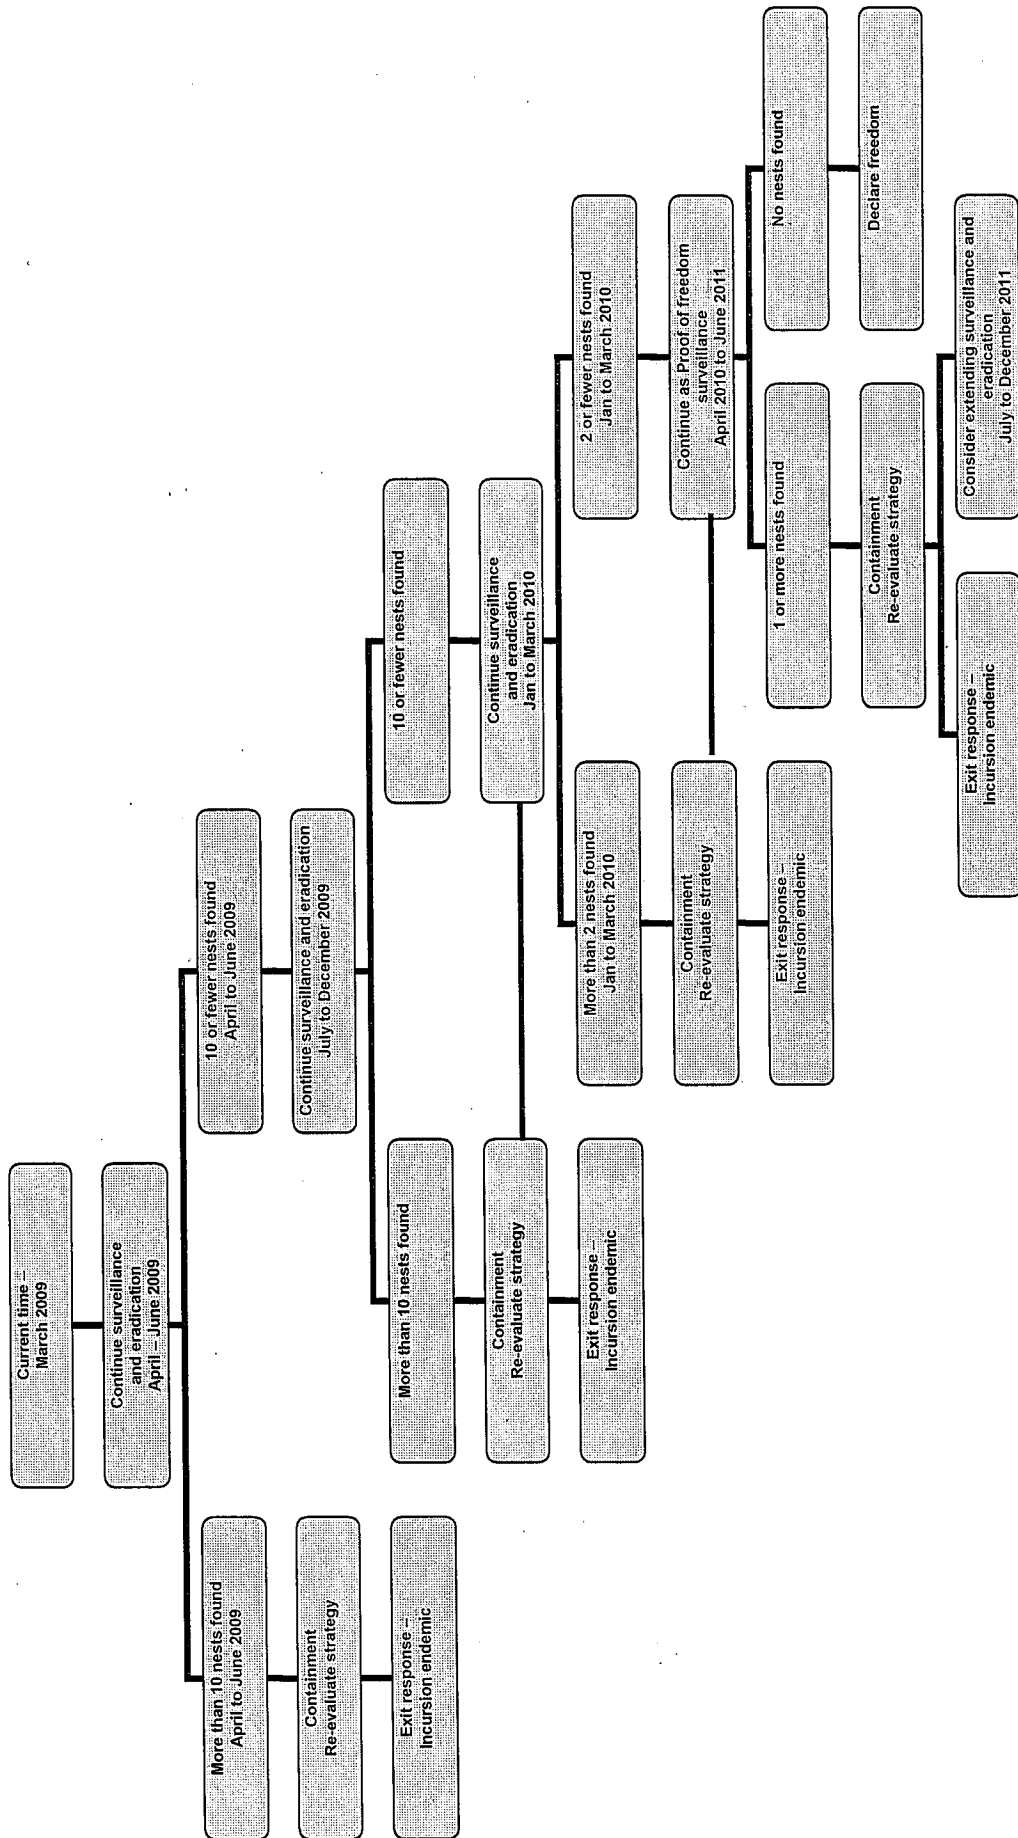 Current time –
March 2009
Continue surveillance
and eradication
April – June 2009
More than 10 nests found
April to June 2009
Containment
Re-evaluate strategy
Exit response –
Incursion endemic
10 or fewer nests found
April to June 2009
Continue surveillance and eradication
July to December 2009
More than 10 nests found
Containment
Re-evaluate strategy
Exit response –
Incursion endemic
10 or fewer nests found
Continue surveillance
and eradication
Jan to March 2010
More than 2 nests found
Jan to March 2010
Containment
Re-evaluate strategy
Exit response –
Incursion endemic
2 or fewer nests found
Jan to March 2010
Continue as Proof of freedom
surveillance
April 2010 to June 2011
1 or more nests found
Containment
Re-evaluate strategy
Exit response –
Incursion endemic
Consider extending surveillance and
eradication
July to December 2011
No nests found
Declare freedom